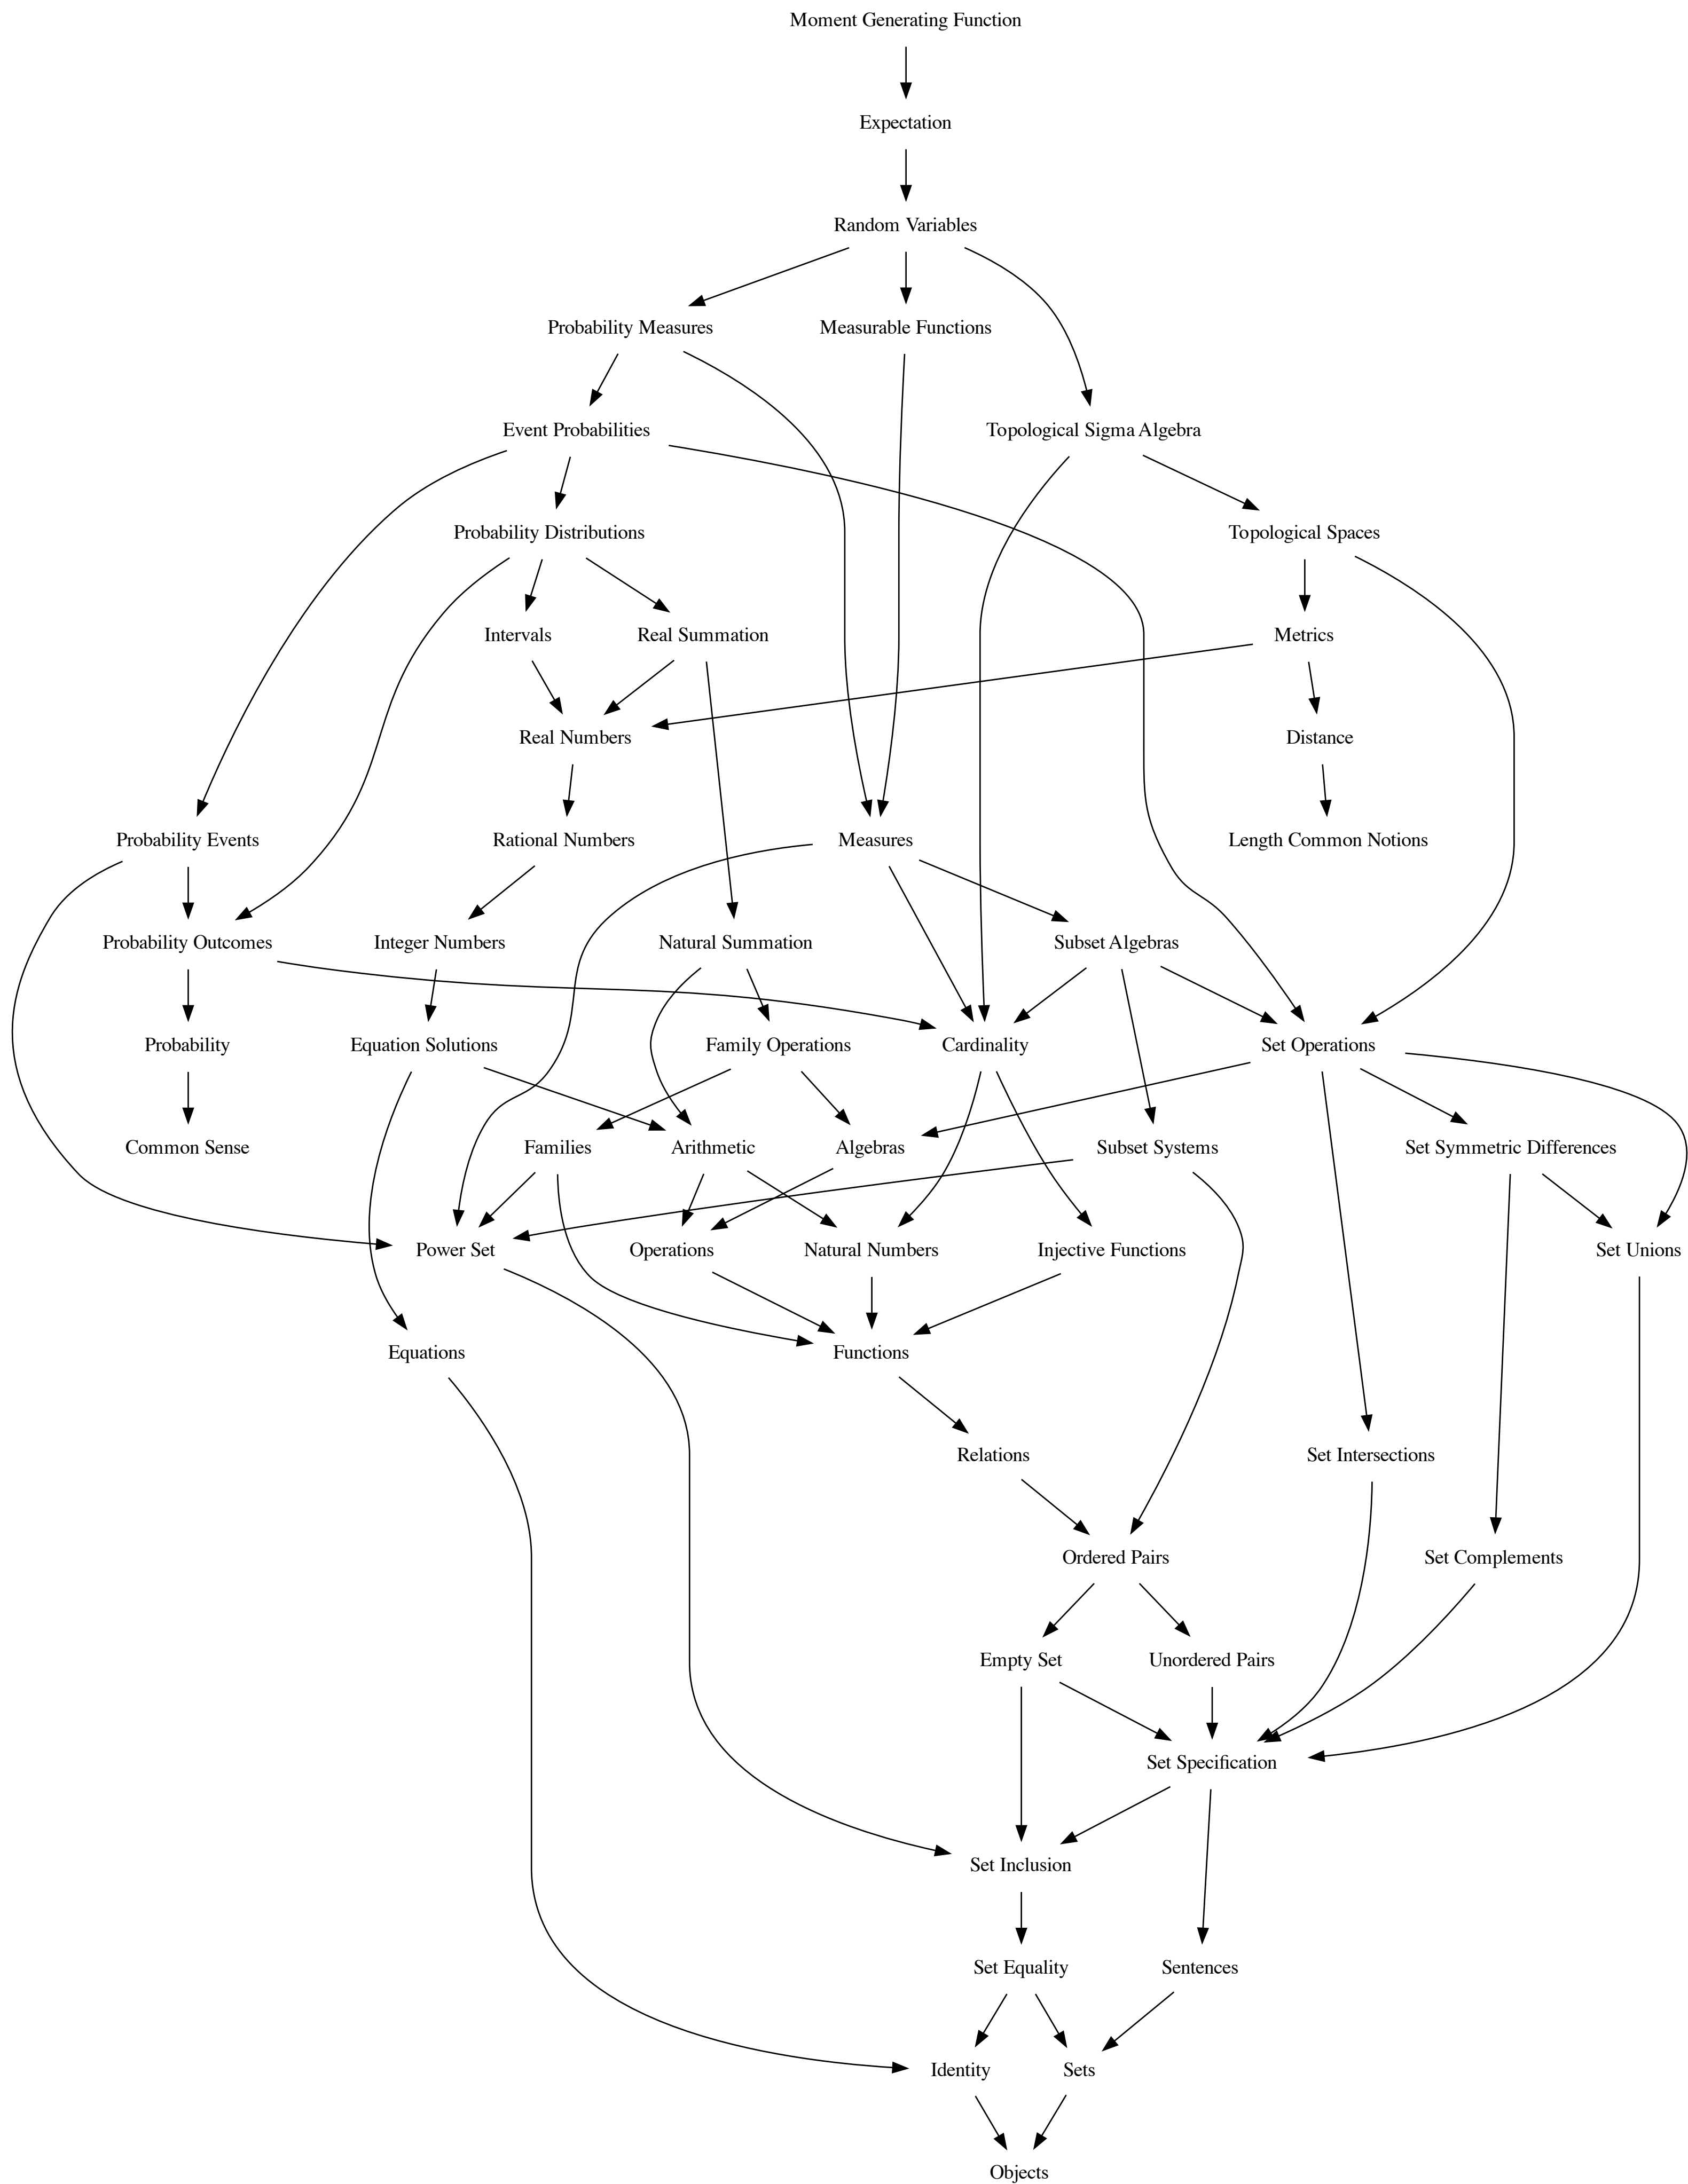 Moment Generating Function
Expectation
Random Variables
Probability Measures
Measurable Functions
Event Probabilities
Topological Sigma Algebra
Probability Distributions
Topological Spaces
Intervals
Real Summation
Metrics
Real Numbers
Distance
Probability Events
Rational Numbers
Measures
Length Common Notions
Probability Outcomes
Integer Numbers
Natural Summation
Subset Algebras
Probability
Equation Solutions
Family Operations
Cardinality
Set Operations
Common Sense
Families
Arithmetic
Algebras
Subset Systems
Set Symmetric Differences
Power Set
Operations
Natural Numbers
Injective Functions
Set Unions
Equations
Functions
Relations
Set Intersections
Ordered Pairs
Set Complements
Empty Set
Unordered Pairs
Set Specification
Set Inclusion
Set Equality
Sentences
Identity
Sets
Objects